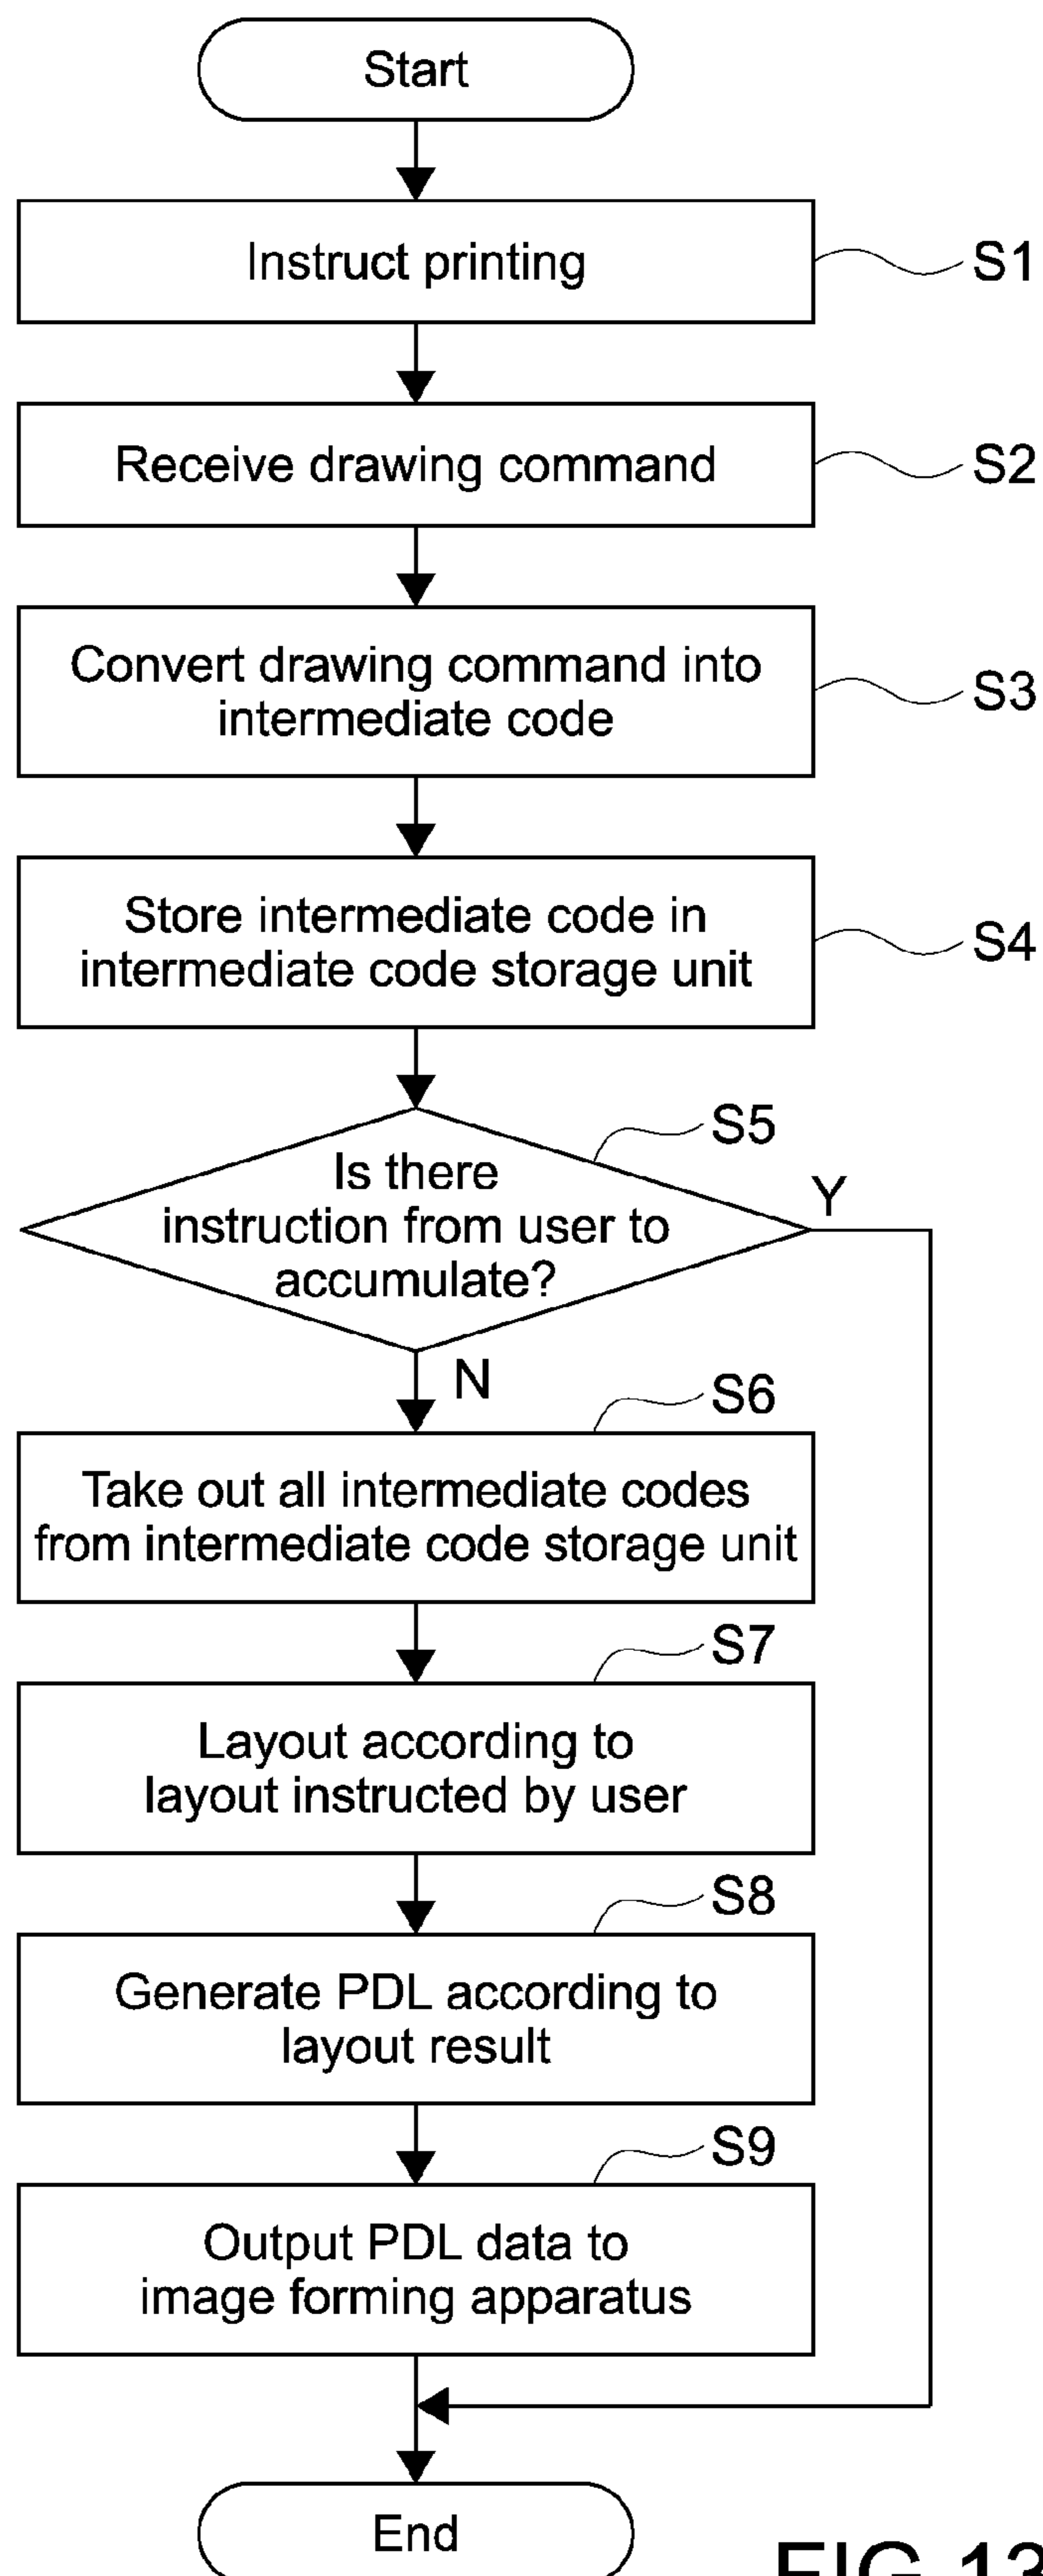 Start
Instruct printing
S1
Receive drawing command
S2
Convert drawing command into
intermediate code
S3
Store intermediate code in
intermediate code storage unit
S4
S5
Is there
instruction from user to
accumulate?
Y
N
S6
Take out all intermediate codes
from intermediate code storage unit
S7
Layout according to
layout instructed by user
S8
Generate PDL according to
layout result
S9
Output PDL data to
image forming apparatus
End
FIG.13